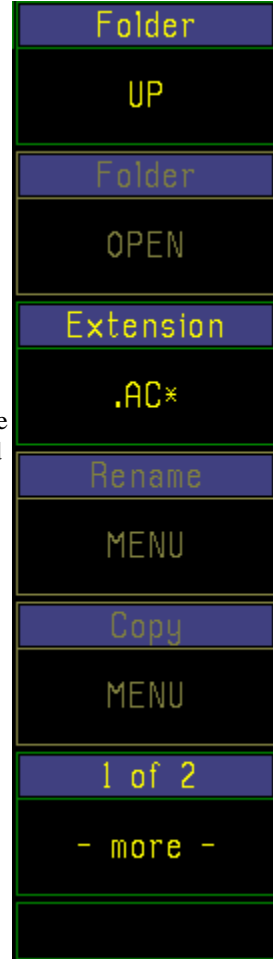 Folder
UP
Folder
OPEN
Extension
.AC*
Rename
MENU
Copy
MENU
1 of 2
- more -